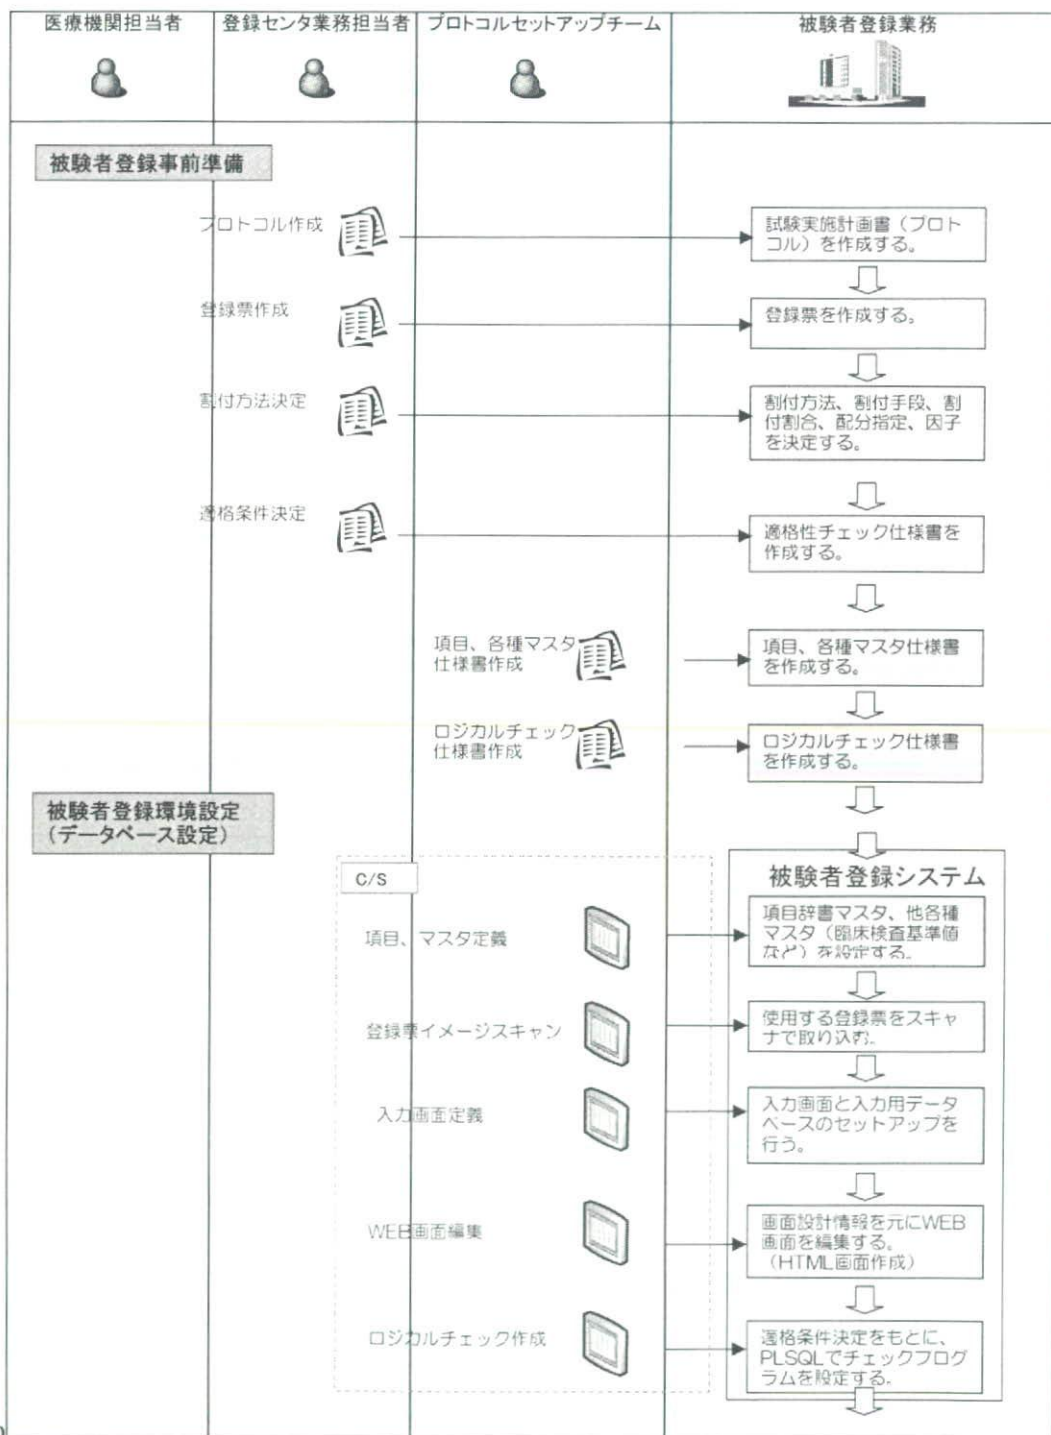 医療機関担当者
登録センタ業務担当者
プロトコルセットアップチーム
被験者登録業務
被験者登録事前準備
プロトコル作成
試験実施計画書（プロト
コル）を作成する。
登録票作成
登録票を作成する。
割付方法決定
割付方法、割付手段、割
付割合、配分指定、因子
を決定する。
適格条件決定
適格性チェック仕様書を
作成する。
項目、各種マスタ
仕様書作成
項目、各種マスタ仕様書
を作成する。
ロジカルチェック
仕様書作成
ロジカルチェック仕様書
を作成する。
被験者登録環境設定
（データベース設定）
C/S
被験者登録システム
項目、マスタ定義
項目辞書マスタ、他各種
マスタ（臨床検査基準値
など）を設定する。
登録票イメージスキャン
使用する登録票をスキャ
ナで取り込む。
入力画面定義
入力画面と入力用データ
ベースのセットアップを
行う。
WEB画面編集
画面設計情報を元にWEB
画面を編集する。
（HTML画面作成）
ロジカルチェック作成
適格条件決定をもとに、
PLSQLでチェックプログ
ラムを設定する。